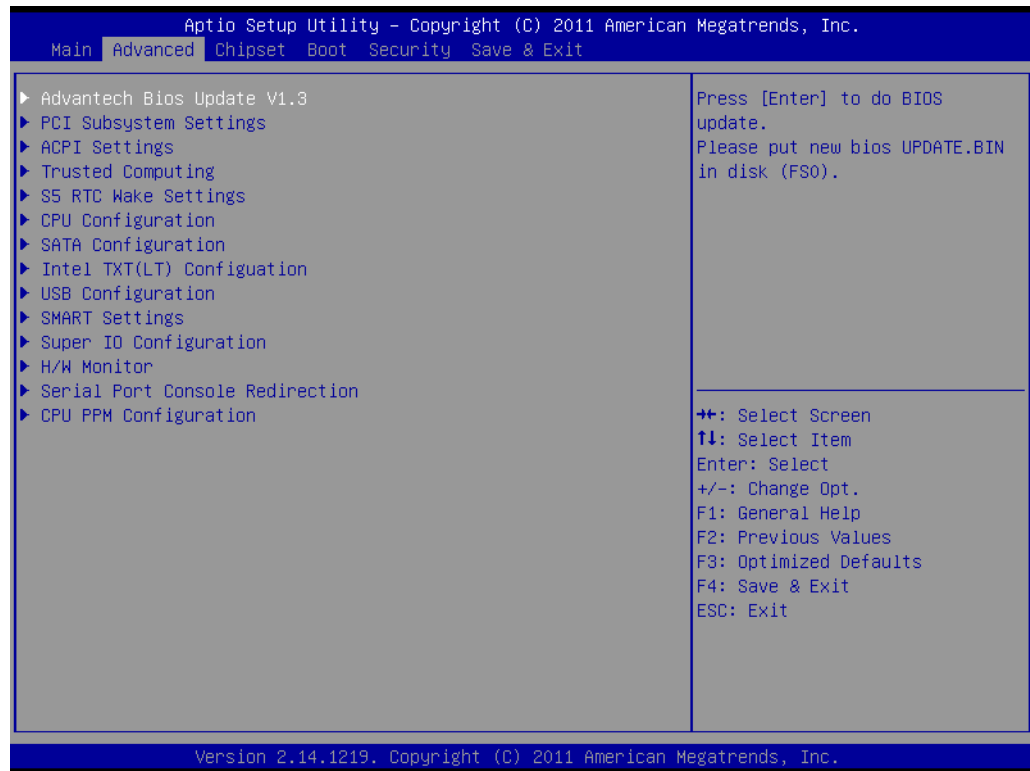 Aptio Setup Utility – Copyright (C) 2011 American Megatrends, Inc.
Main Advanced Chipset Boot Security Save & Exit
▶ Advantech Bios Update V1.3
▶ PCI Subsystem Settings
▶ ACPI Settings
▶ Trusted Computing
▶ S5 RTC Wake Settings
▶ CPU Configuration
▶ SATA Configuration
▶ Intel TXT(LT) Configuation
▶ USB Configuration
▶ SMART Settings
▶ Super IO Configuration
▶ H/W Monitor
▶ Serial Port Console Redirection
▶ CPU PPM Configuration
Press [Enter] to do BIOS
update.
Please put new bios UPDATE.BIN
in disk (FS0).
→←: Select Screen
↑↓: Select Item
Enter: Select
+/-: Change Opt.
F1: General Help
F2: Previous Values
F3: Optimized Defaults
F4: Save & Exit
ESC: Exit
Version 2.14.1219. Copyright (C) 2011 American Megatrends, Inc.